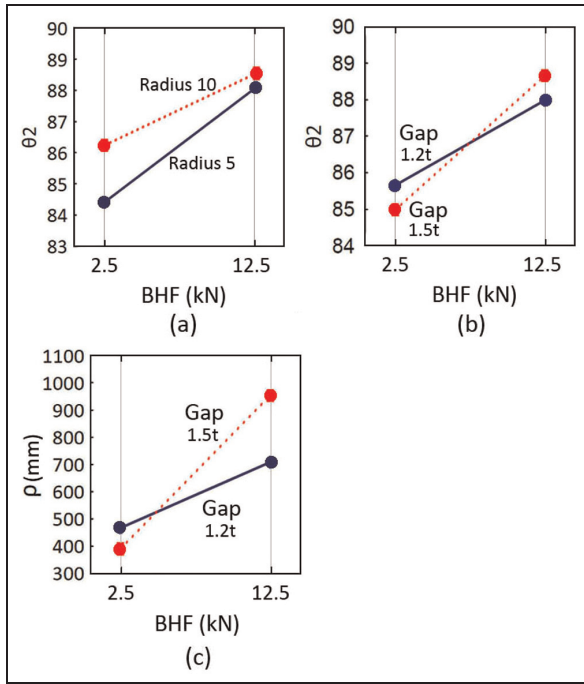 90
89
88
87
86
85
84
83
θ2
Radius 10
Radius 5
2.5
12.5
BHF (kN)
(a)
90
89
88
87
86
85
84
θ2
Gap
1.2t
Gap
1.5t
2.5
12.5
BHF (kN)
(b)
1100
1000
900
800
700
600
500
400
300
ρ(mm)
Gap
1.5t
Gap
1.2t
2.5
12.5
BHF (kN)
(c)